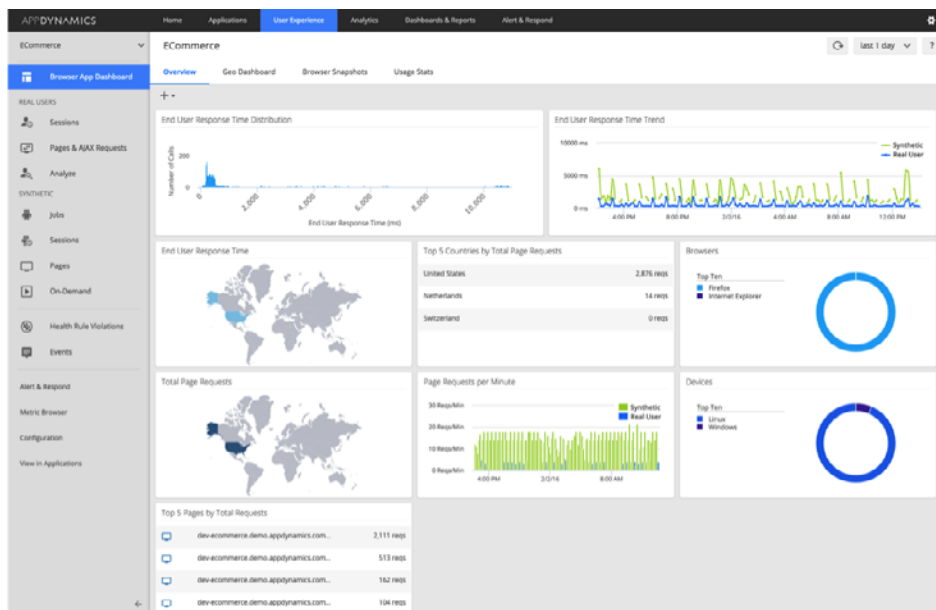 APPDYNAMICS
Home Applications User Experience Analytics Dashboards & Reports Alert & Respond
ECommerce
Browser App Dashboard
REAL USERS
Sessions
Pages & AJAX Requests
Analyze
SYNTHETIC
Jobs
Sessions
Pages
On-Demand
Health Rule Violations
Events
Alert & Respond
Metric Browser
Configuration
View in Applications
ECommerce
last 1 day
?
Overview Geo Dashboard Browser Snapshots Usage Stats
End User Response Time Distribution
Number of Calls
200
0
0 2,000 4,000 6,000 8,000 10,000
End User Response Time (ms)
End User Response Time Trend
10000 ms
5000 ms
0 ms
Synthetic
Real User
4:00 PM 8:00 PM 2/3/16 4:00 AM 8:00 AM 12:00 PM
End User Response Time
Top 5 Countries by Total Page Requests
United States 2,876 reqs
Netherlands 14 reqs
Switzerland 0 reqs
Browsers
Top Ten
Firefox
Internet Explorer
Total Page Requests
Page Requests per Minute
30 Reqs/Min
20 Reqs/Min
10 Reqs/Min
0 Reqs/Min
Synthetic
Real User
4:00 PM 2/3/16 8:00 AM
Devices
Top Ten
Linux
Windows
Top 5 Pages by Total Requests
dev-ecommerce.demo.appdynamics.com... 2,111 reqs
dev-ecommerce.demo.appdynamics.com... 513 reqs
dev-ecommerce.demo.appdynamics.com... 162 reqs
dev-ecommerce.demo.appdynamics.com... 104 reqs